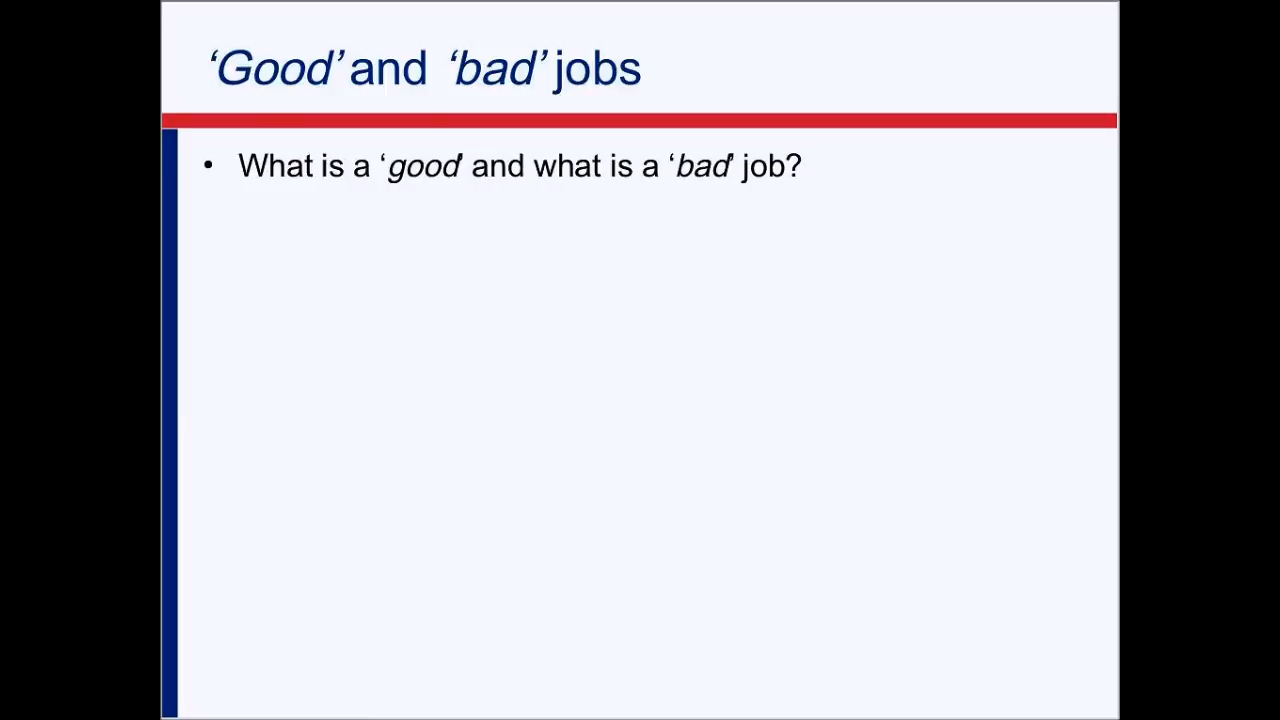 ‘Good’ and ‘bad’ jobs
• What is a ‘good’ and what is a ‘bad’ job?